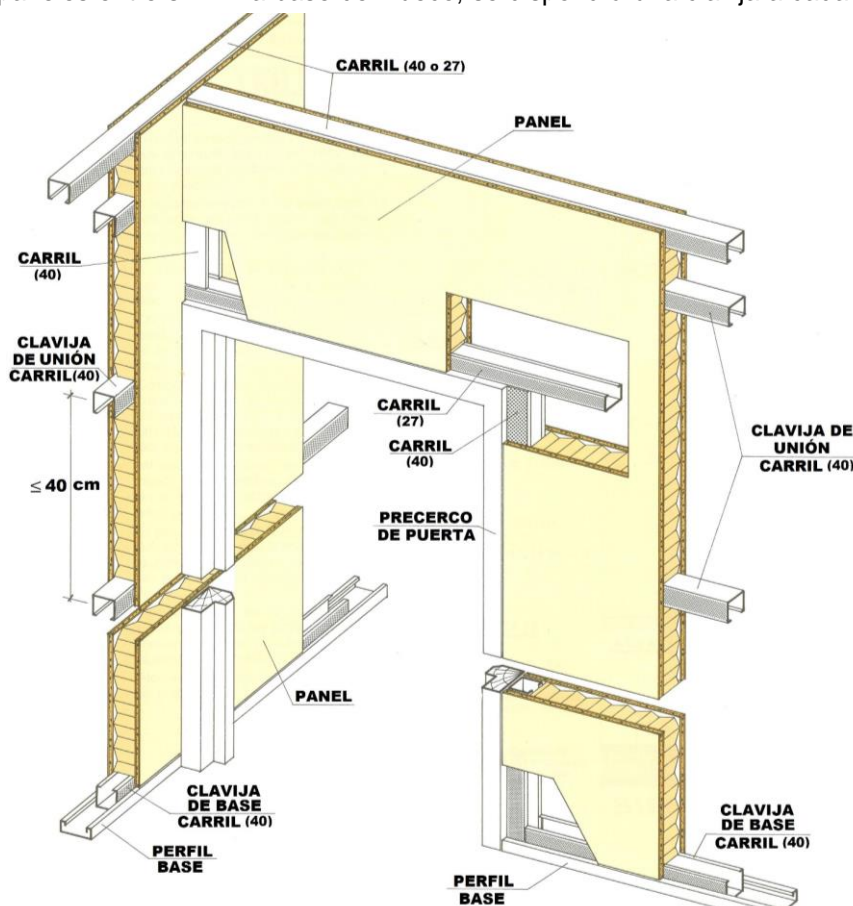 CARRIL (40 o 27)
PANEL
CARRIL
(40)
CLAVIJA
DE UNIÓN
CARRIL(40)
≤ 40 cm
CARRIL
(27)
CARRIL
(40)
CLAVIJA DE
UNIÓN
CARRIL (40)
PRECERCO
DE PUERTA
PANEL
CLAVIJA
DE BASE
CARRIL (40)
PERFIL
BASE
CLAVIJA
DE BASE
CARRIL (40)
PERFIL
BASE